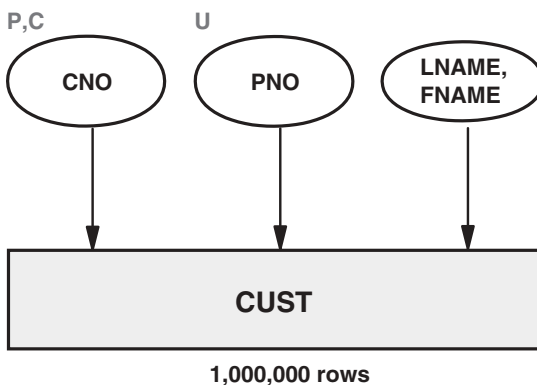 P,C
U
CNO
PNO
LNAME,
FNAME
CUST
1,000,000 rows